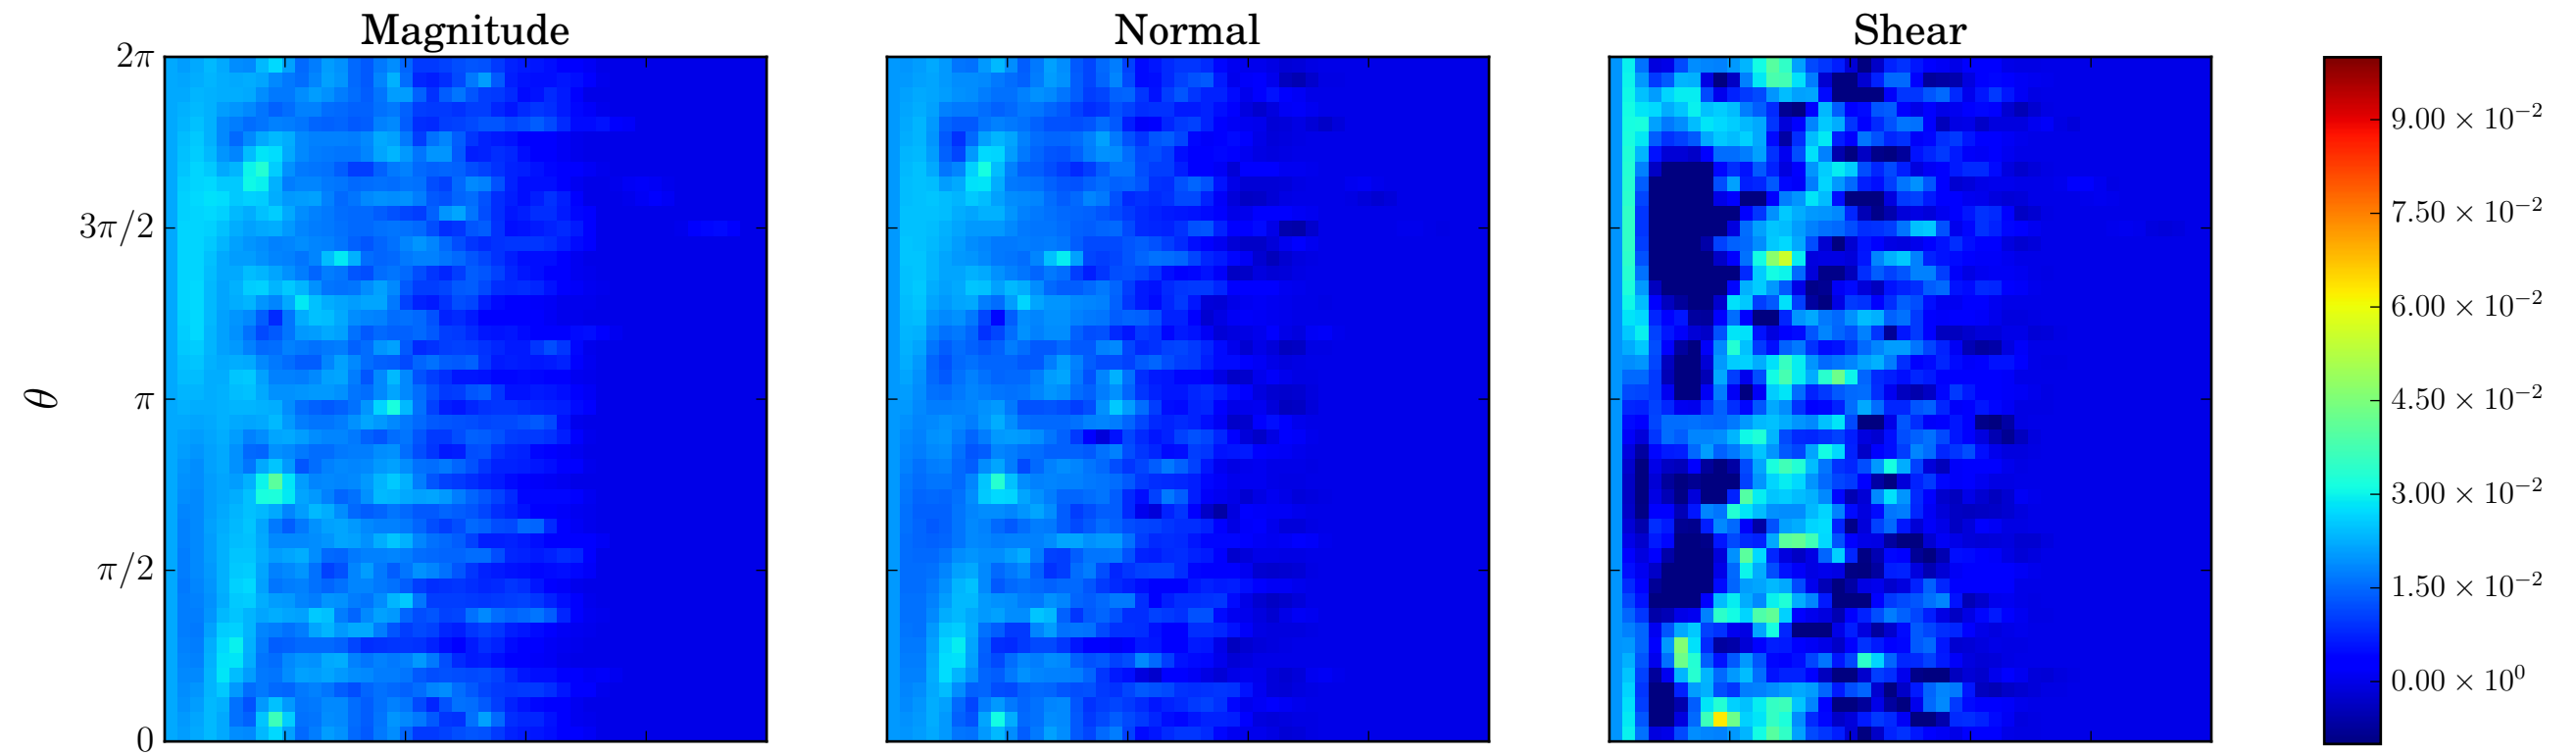 Magnitude Normal Shear
2π
3π/2
θ
π
π/2
0
9.00 × 10⁻²
7.50 × 10⁻²
6.00 × 10⁻²
4.50 × 10⁻²
3.00 × 10⁻²
1.50 × 10⁻²
0.00 × 10⁰